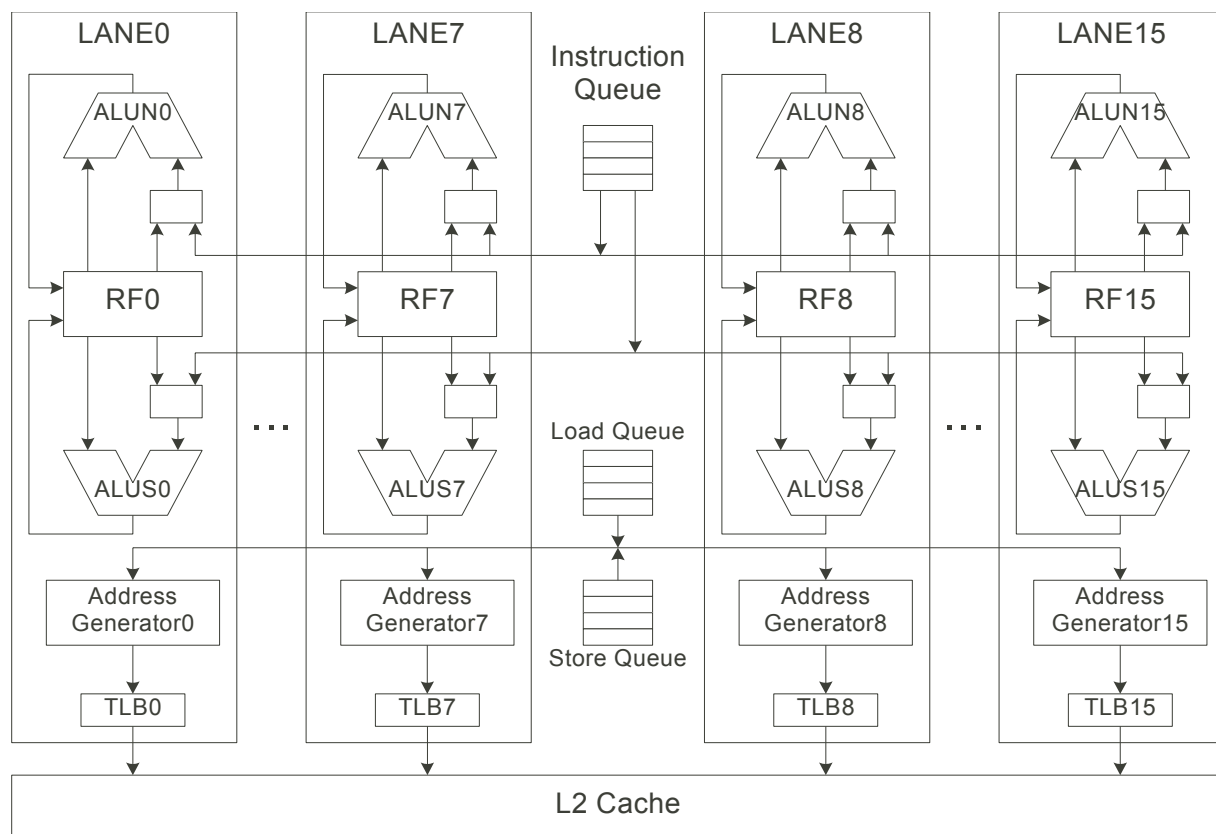 LANE0
LANE7
LANE8
LANE15
Instruction
Queue
ALUN0
ALUN7
ALUN8
ALUN15
RF0
RF7
RF8
RF15
...
...
Load Queue
ALUS0
ALUS7
ALUS8
ALUS15
Address
Generator0
Address
Generator7
Address
Generator8
Address
Generator15
Store Queue
TLB0
TLB7
TLB8
TLB15
L2 Cache